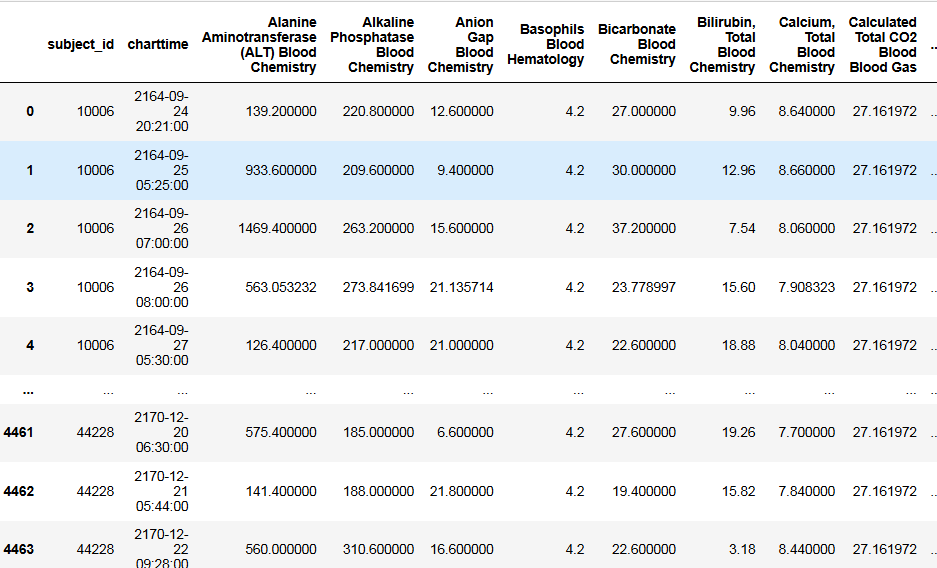 subject_id charttime Alanine Aminotransferase (ALT) Blood Chemistry Alkaline Phosphatase Blood Chemistry Anion Gap Blood Chemistry Basophils Blood Hematology Bicarbonate Blood Chemistry Bilirubin, Total Blood Chemistry Calcium, Total Blood Chemistry Calculated Total CO2 Blood Blood Gas ..
0 10006 2164-09-24 20:21:00 139.200000 220.800000 12.600000 4.2 27.000000 9.96 8.640000 27.161972 ..
1 10006 2164-09-25 05:25:00 933.600000 209.600000 9.400000 4.2 30.000000 12.96 8.660000 27.161972 ..
2 10006 2164-09-26 07:00:00 1469.400000 263.200000 15.600000 4.2 37.200000 7.54 8.060000 27.161972 ..
3 10006 2164-09-26 08:00:00 563.053232 273.841699 21.135714 4.2 23.778997 15.60 7.908323 27.161972 ..
4 10006 2164-09-27 05:30:00 126.400000 217.000000 21.000000 4.2 22.600000 18.88 8.040000 27.161972 ..
... ... ... ... ... ... ... ... ... ... ... ..
4461 44228 2170-12-20 06:30:00 575.400000 185.000000 6.600000 4.2 27.600000 19.26 7.700000 27.161972 ..
4462 44228 2170-12-21 05:44:00 141.400000 188.000000 21.800000 4.2 19.400000 15.82 7.840000 27.161972 ..
4463 44228 2170-12-22 09:28:00 560.000000 310.600000 16.600000 4.2 22.600000 3.18 8.440000 27.161972 ..